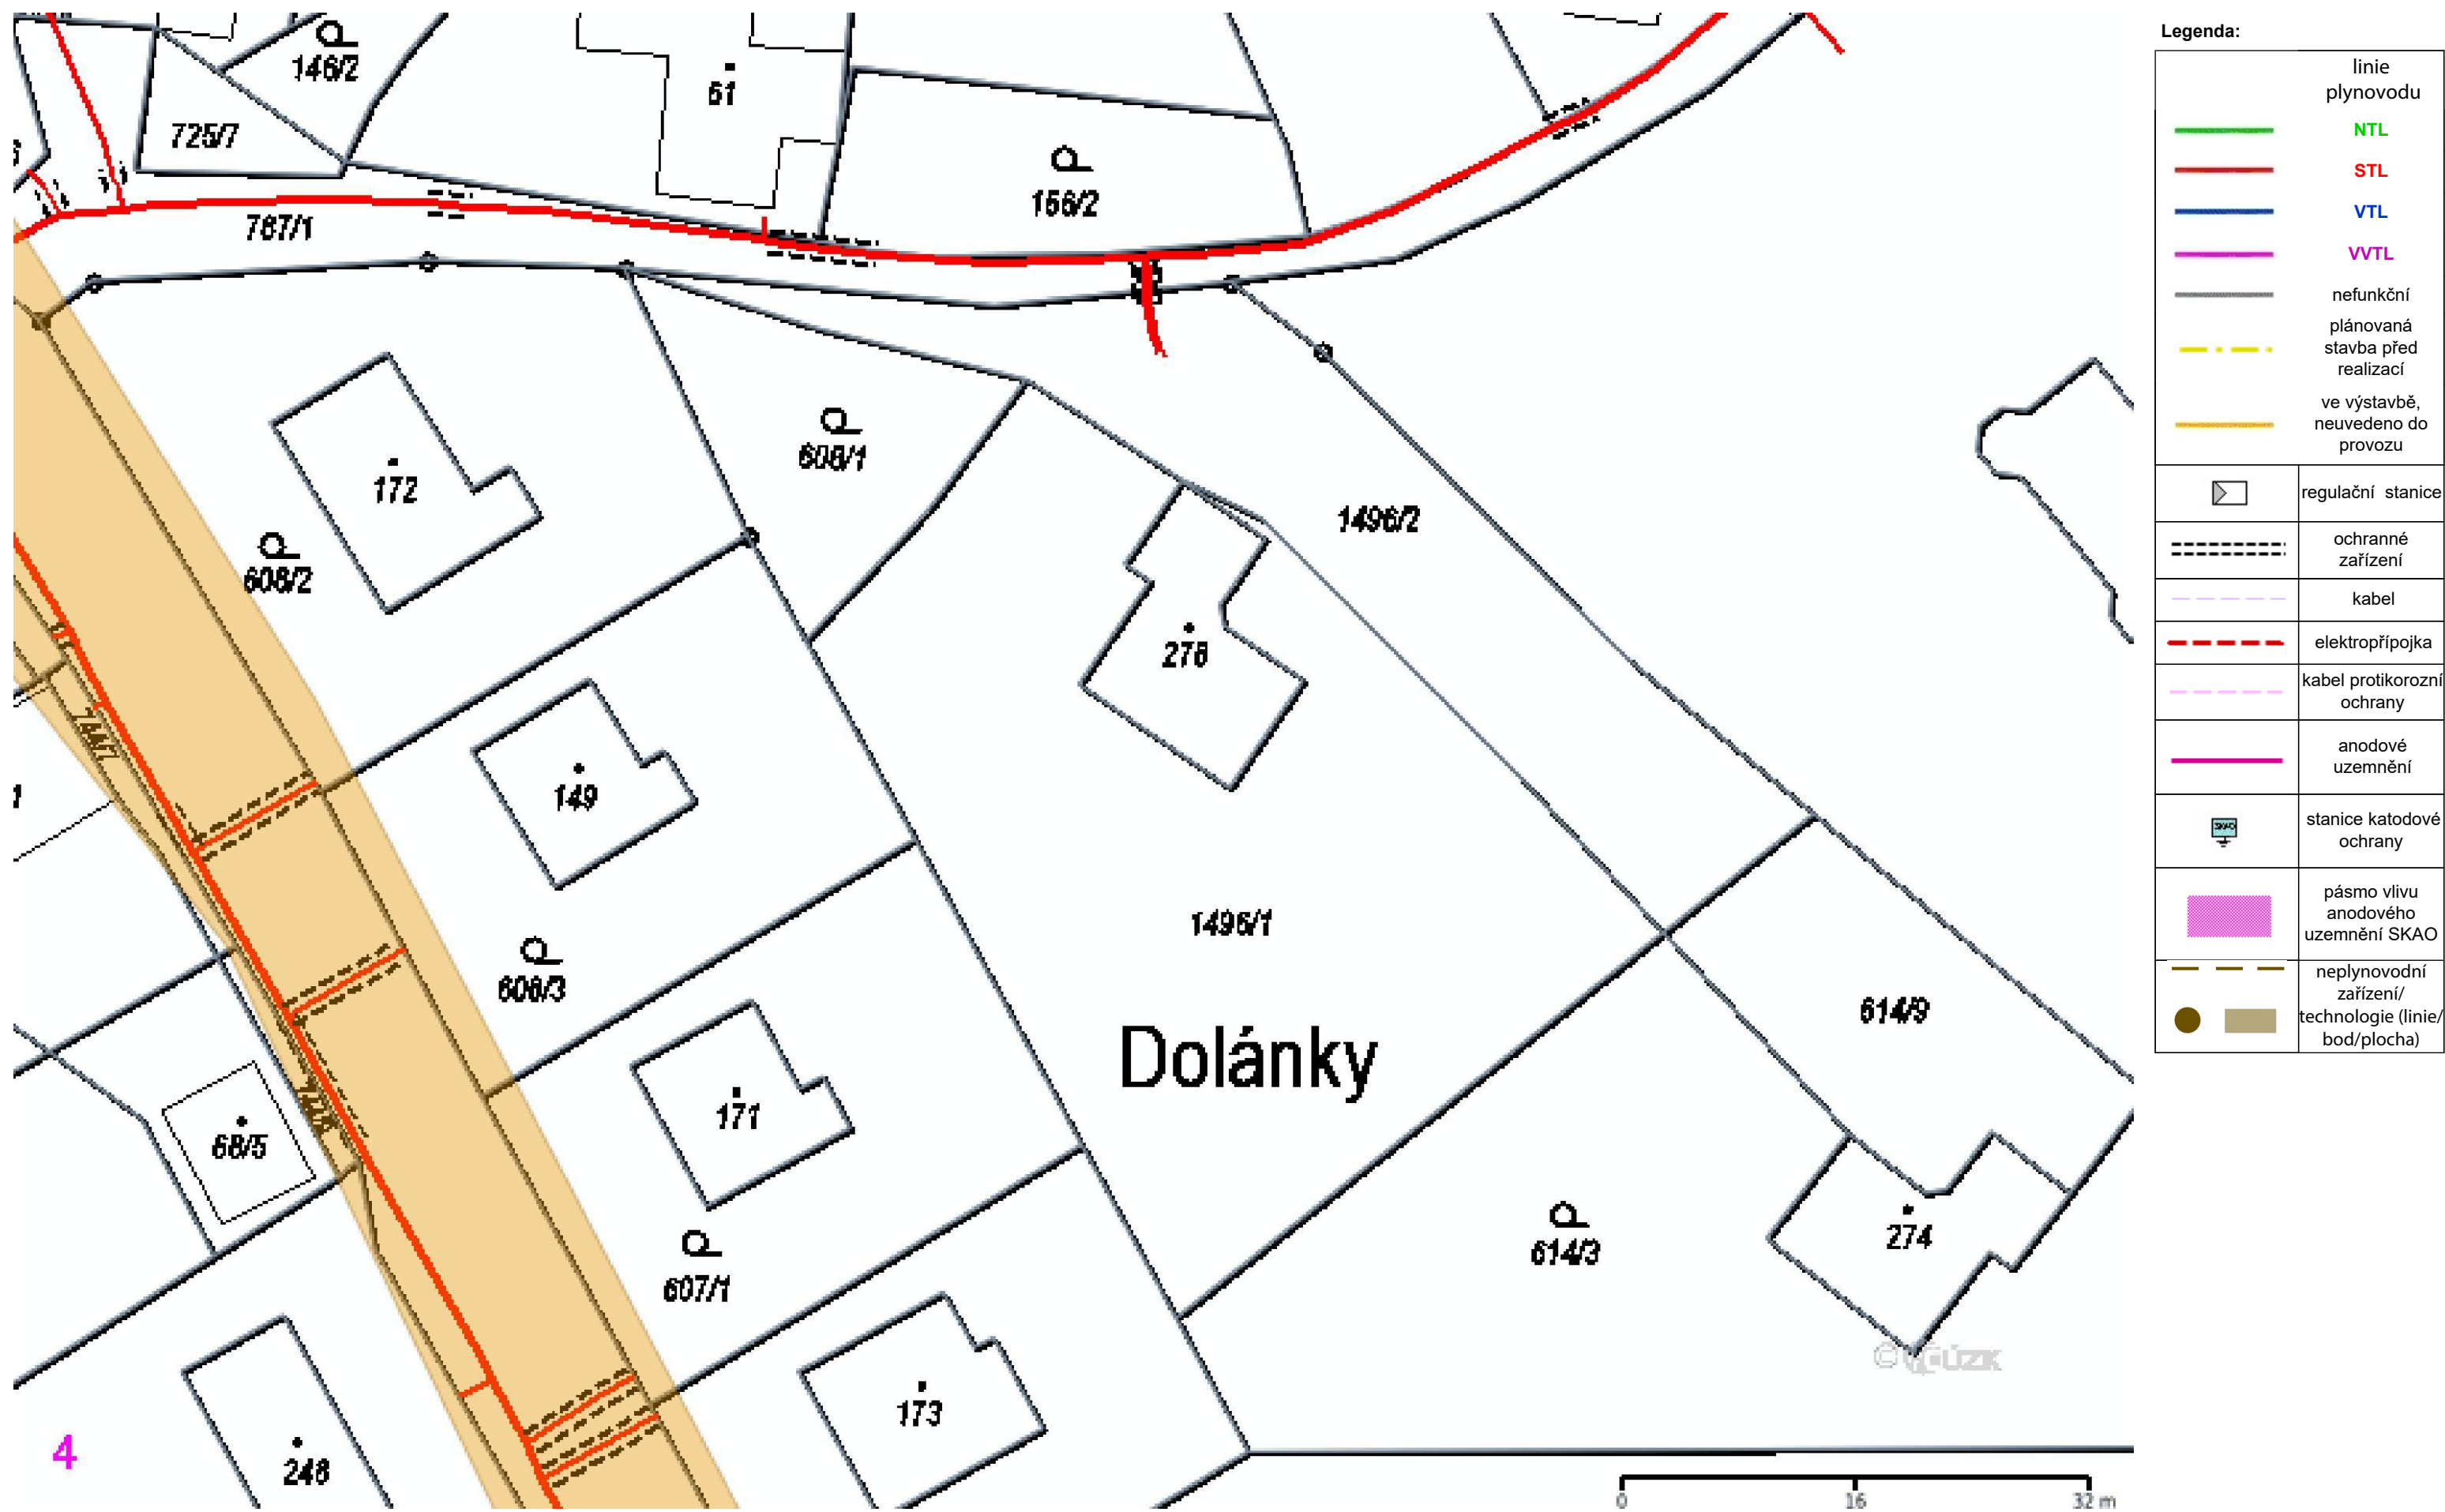 146/2
61
725/7
156/2
787/1
172
608/1
1496/2
608/2
278
744/7
149
1496/1
608/3
614/9
Dolánky
171
68/5
614/3
274
607/1
173
4
248
0 16 32 m
Legenda:
linie
plynovodu
NTL
STL
VTL
VVTL
nefunkční
plánovaná
stavba před
realizací
ve výstavbě,
neuvedeno do
provozu
regulační stanice
ochranné
zařízení
kabel
elektropřípojka
kabel protikorozní
ochrany
anodové
uzemnění
SKAO
stanice katodové
ochrany
pásmo vlivu
anodového
uzemnění SKAO
neplynovodní
zařízení/
technologie (linie/
bod/plocha)